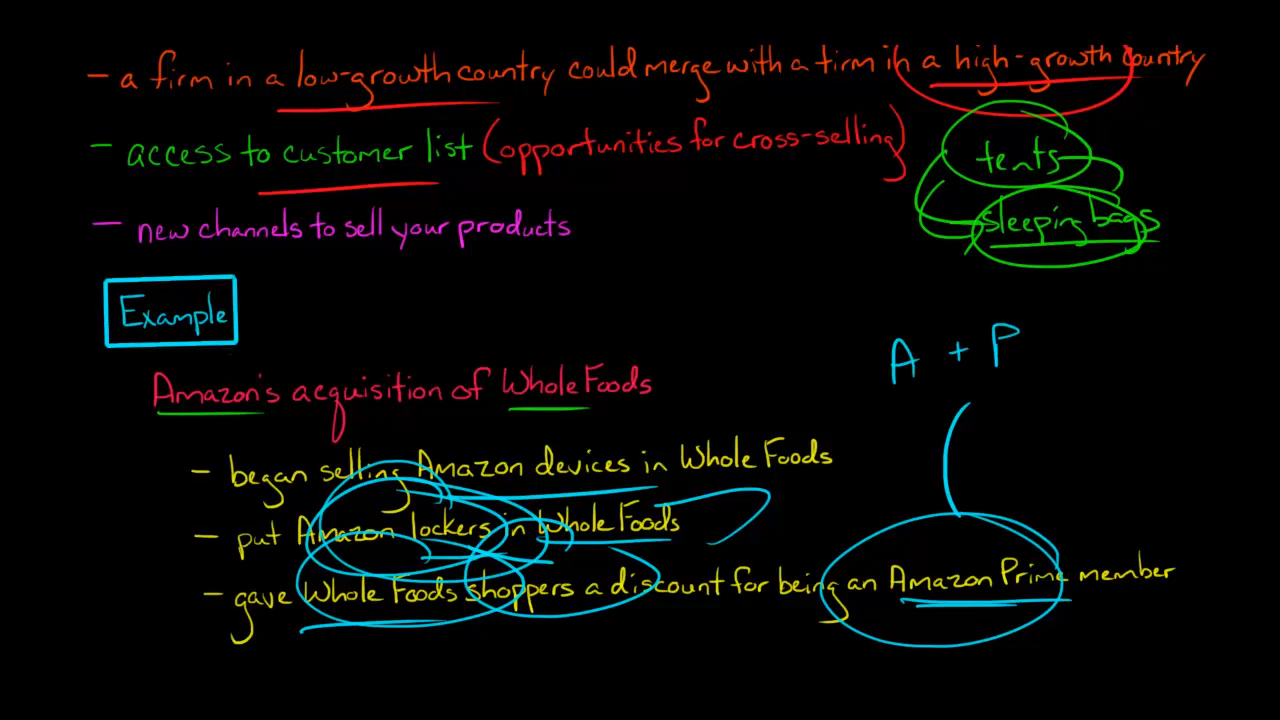 - a firm in a low-growth country could merge with a firm in a high-growth country
- access to customer list (opportunities for cross-selling)
tents
sleeping bags
- new channels to sell your products
Example
A + P
Amazon's acquisition of Whole Foods
- began selling Amazon devices in Whole Foods
- put Amazon lockers in Whole Foods
- gave Whole Foods shoppers a discount for being an Amazon Prime member